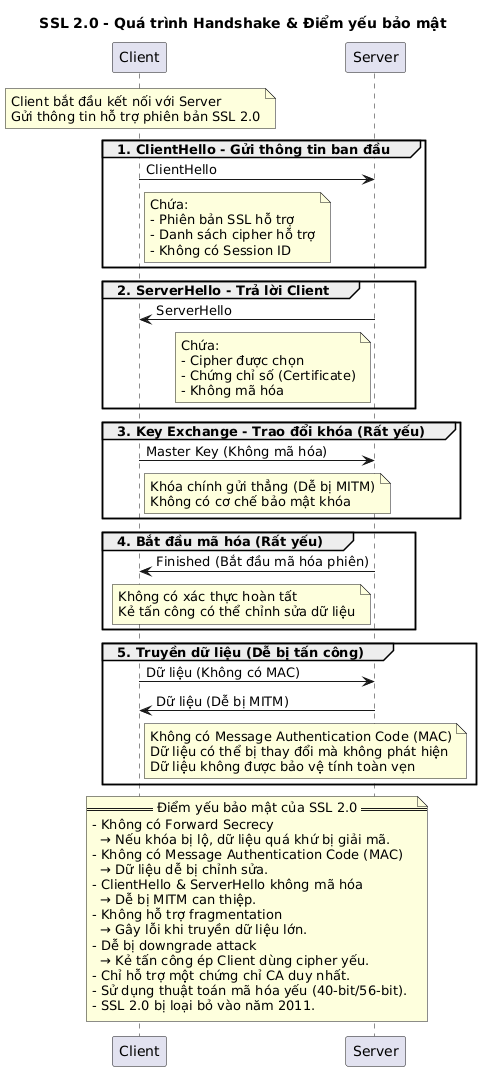 SSL 2.0 - Quá trình Handshake & Điểm yếu bảo mật
Client
Server
Client bắt đầu kết nối với Server
Gửi thông tin hỗ trợ phiên bản SSL 2.0
1. ClientHello - Gửi thông tin ban đầu
ClientHello
Chứa:
- Phiên bản SSL hỗ trợ
- Danh sách cipher hỗ trợ
- Không có Session ID
2. ServerHello - Trả lời Client
ServerHello
Chứa:
- Cipher được chọn
- Chứng chỉ số (Certificate)
- Không mã hóa
3. Key Exchange - Trao đổi khóa (Rất yếu)
Master Key (Không mã hóa)
Khóa chính gửi thẳng (Dễ bị MITM)
Không có cơ chế bảo mật khóa
4. Bắt đầu mã hóa (Rất yếu)
Finished (Bắt đầu mã hóa phiên)
Không có xác thực hoàn tất
Kẻ tấn công có thể chỉnh sửa dữ liệu
5. Truyền dữ liệu (Dễ bị tấn công)
Dữ liệu (Không có MAC)
Dữ liệu (Dễ bị MITM)
Không có Message Authentication Code (MAC)
Dữ liệu có thể bị thay đổi mà không phát hiện
Dữ liệu không được bảo vệ tính toàn vẹn
Điểm yếu bảo mật của SSL 2.0
- Không có Forward Secrecy
→ Nếu khóa bị lộ, dữ liệu quá khứ bị giải mã.
- Không có Message Authentication Code (MAC)
→ Dữ liệu dễ bị chỉnh sửa.
- ClientHello & ServerHello không mã hóa
→ Dễ bị MITM can thiệp.
- Không hỗ trợ fragmentation
→ Gây lỗi khi truyền dữ liệu lớn.
- Dễ bị downgrade attack
→ Kẻ tấn công ép Client dùng cipher yếu.
- Chỉ hỗ trợ một chứng chỉ CA duy nhất.
- Sử dụng thuật toán mã hóa yếu (40-bit/56-bit).
- SSL 2.0 bị loại bỏ vào năm 2011.
Client
Server